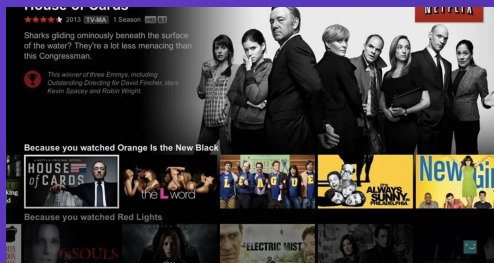 House of Cards
NETFLIX
2013 TV-MA 1 Season HD 5.1
Sharks gliding ominously beneath the surface
of the water? They're a lot less menacing than
this Congressman.
This winner of three Emmys, including
Outstanding Directing for David Fincher, stars
Kevin Spacey and Robin Wright.
Because you watched Orange Is the New Black
HOUSE
of CARDS
the L word
LEAGUE
ALWAYS
SUNNY
PHILADELPHIA
New Gir
Because you watched Red Lights
6 SOULS
ELECTRIC MIST